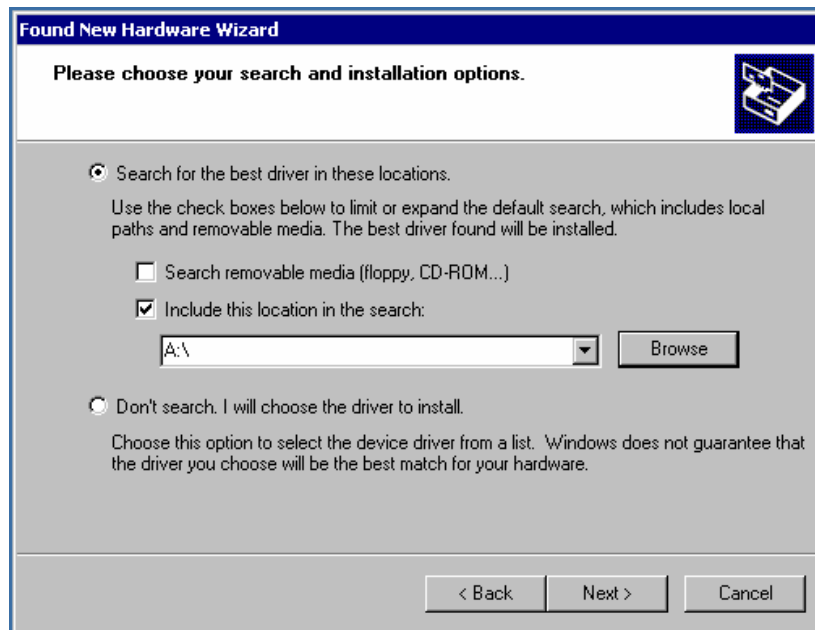 Found New Hardware Wizard
Please choose your search and installation options.
Search for the best driver in these locations.
Use the check boxes below to limit or expand the default search, which includes local
paths and removable media. The best driver found will be installed.
Search removable media (floppy, CD-ROM...)
Include this location in the search:
A:\
Browse
Don't search. I will choose the driver to install.
Choose this option to select the device driver from a list.  Windows does not guarantee that
the driver you choose will be the best match for your hardware.
< Back
Next >
Cancel